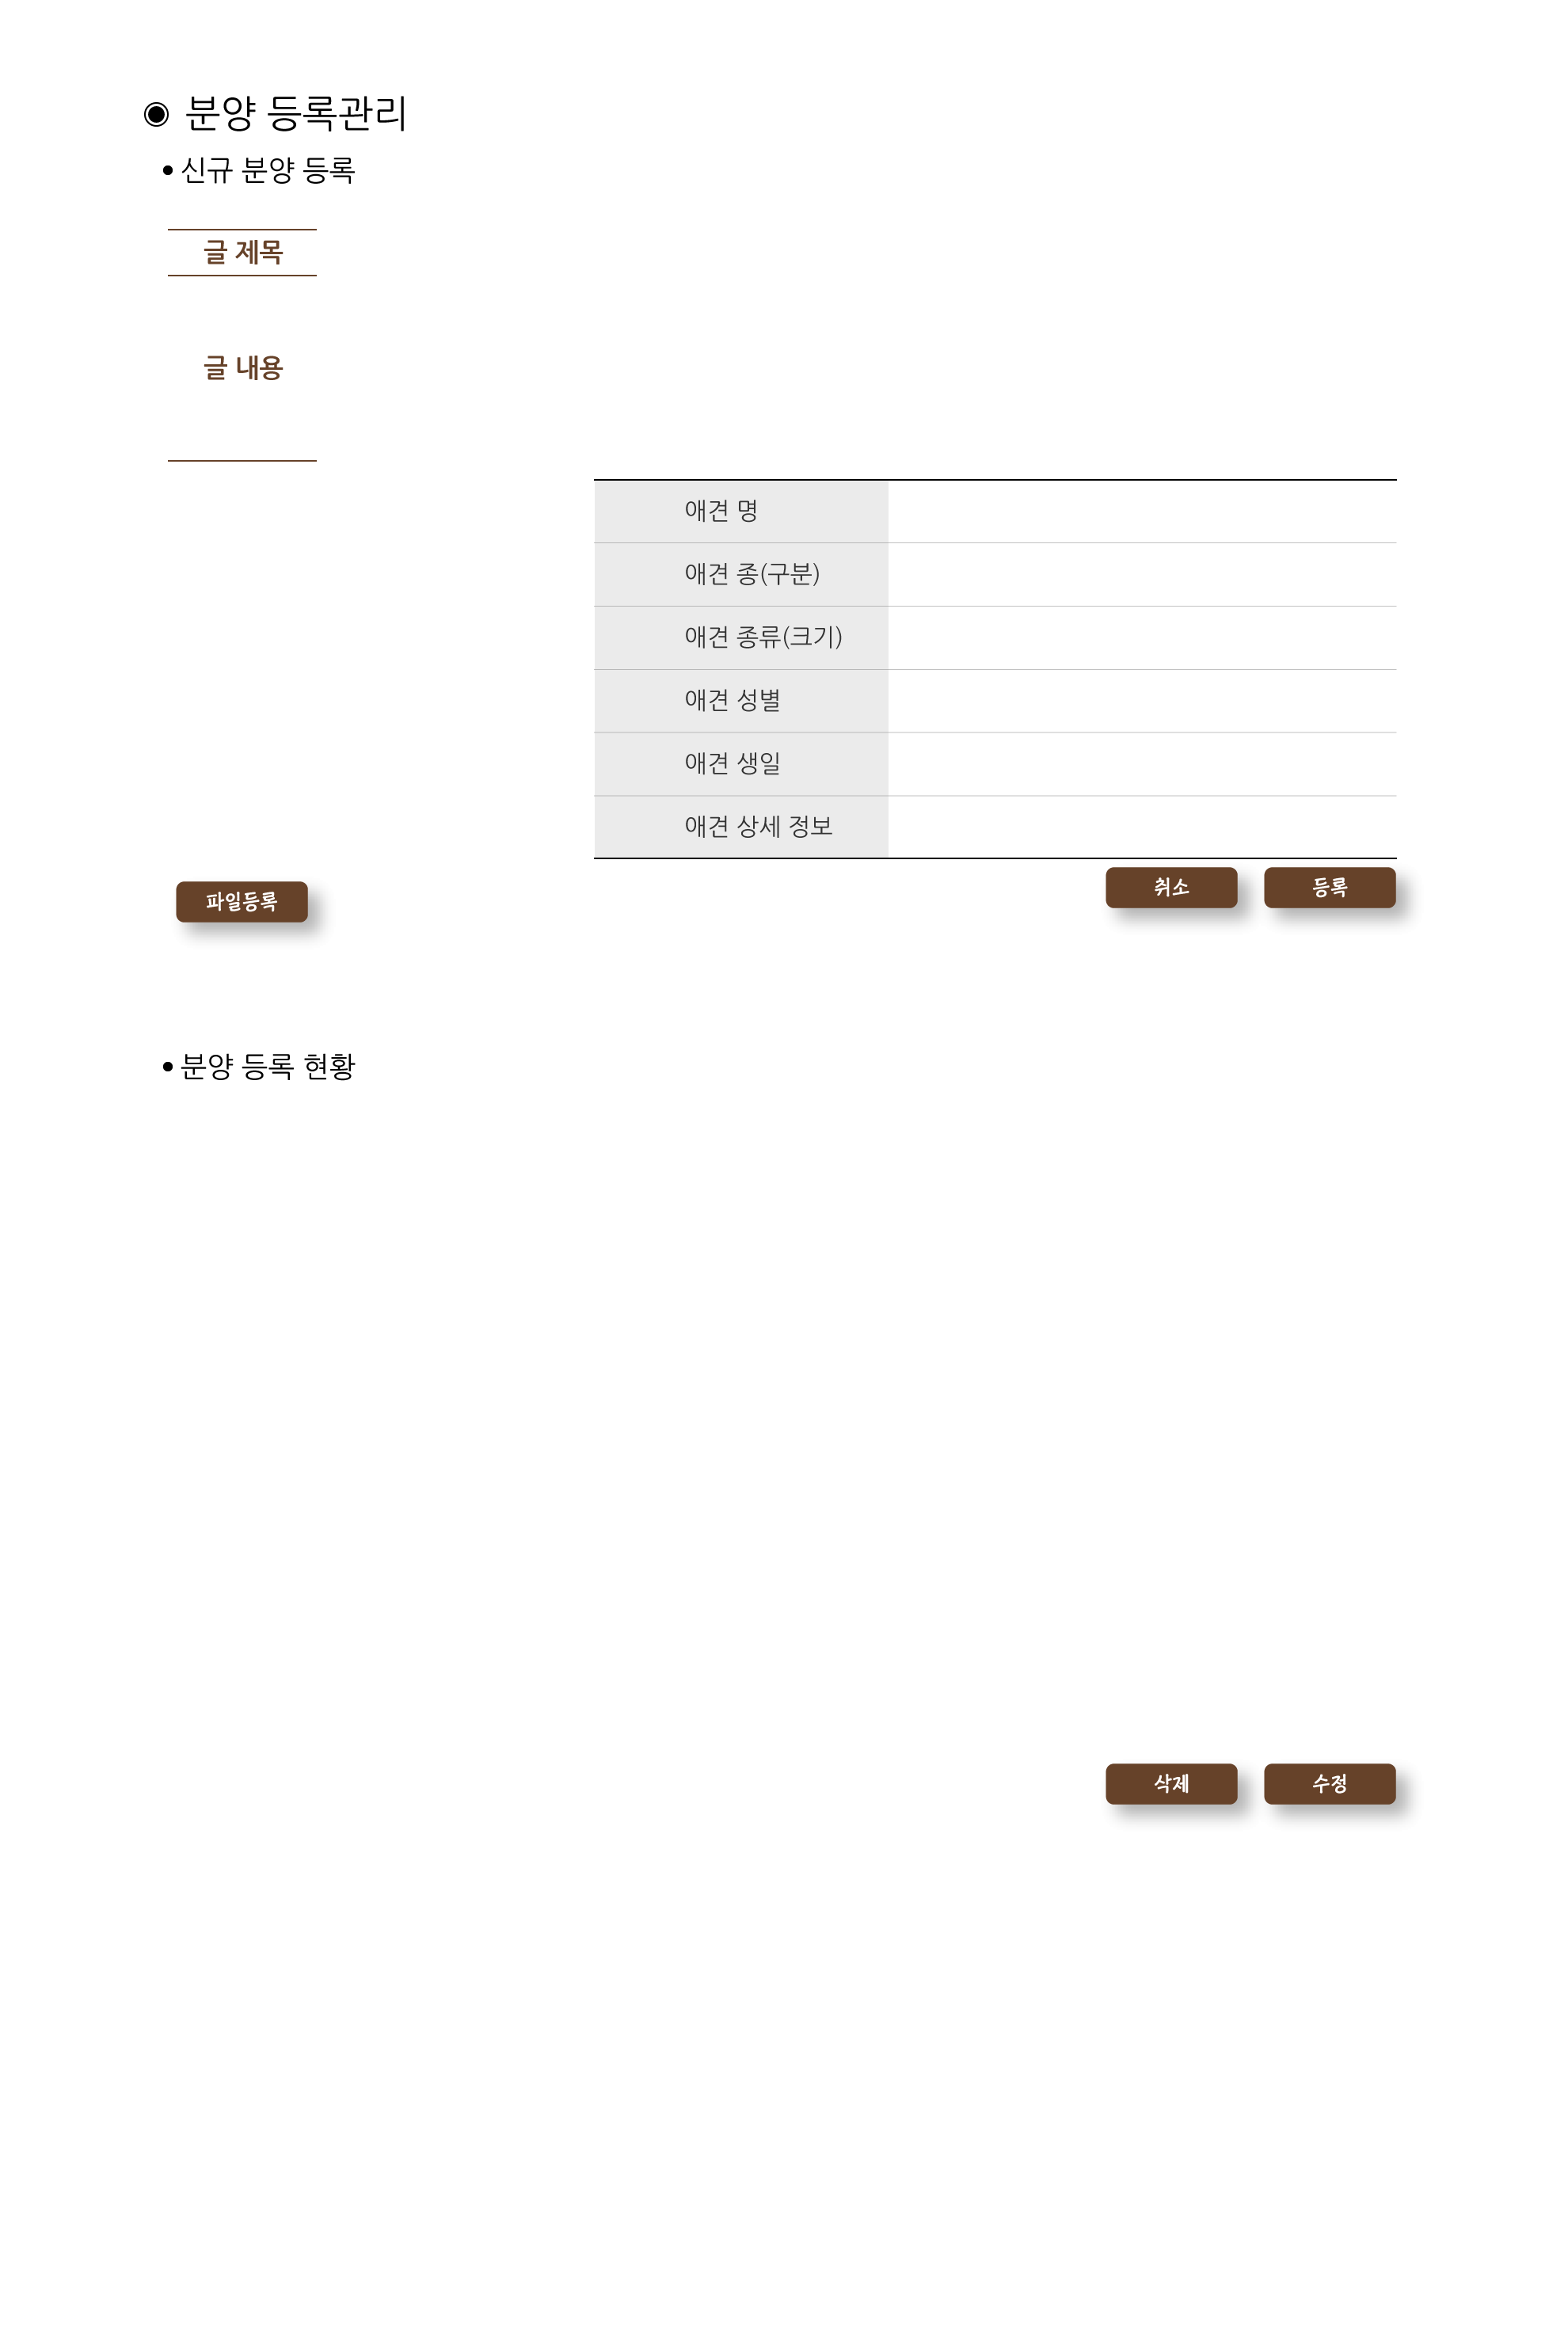 ◉ 분양 등록관리
• 신규 분양 등록
글 제목
글 내용
애견 명
애견 종(구분)
애견 종류(크기)
애견 성별
애견 생일
애견 상세 정보
파일등록
취소
등록
• 분양 등록 현황
삭제
수정